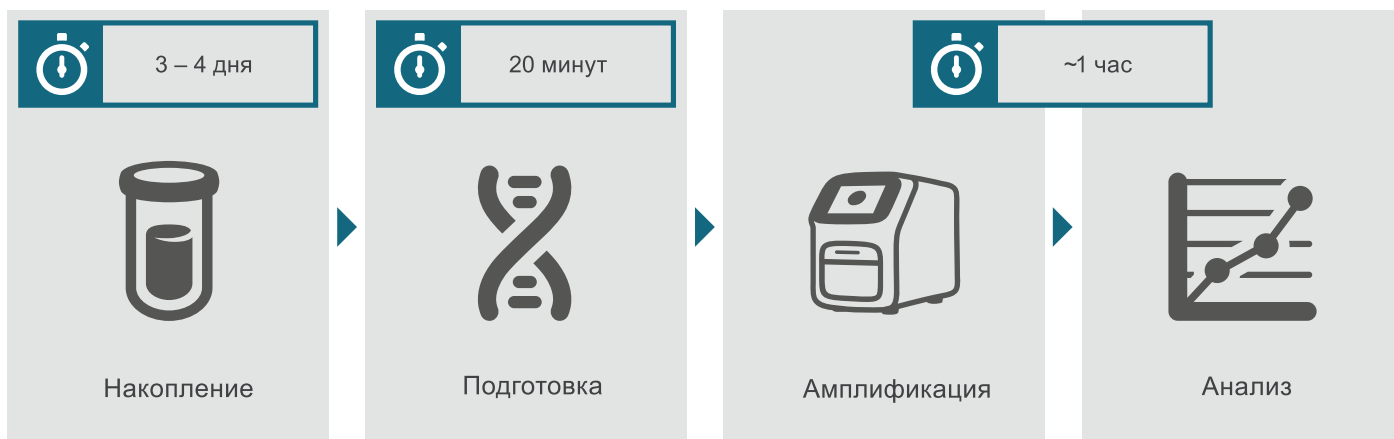 3 – 4 дня
20 минут
~1 час
Накопление
Подготовка
Амплификация
Анализ